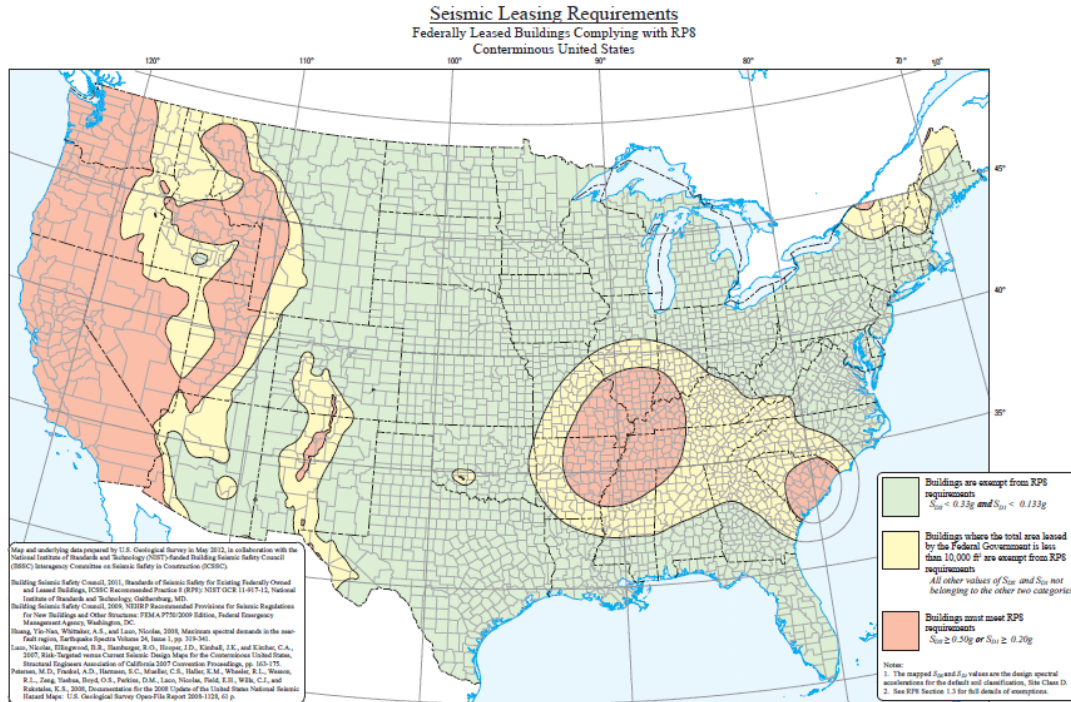 Seismic Leasing Requirements
Federally Leased Buildings Complying with RP8
Conterminous United States
120°
110°
100°
90°
80°
70°
50°
45°
40°
35°
Buildings are exempt from RP8
requirements
S_DS < 0.33g and S_D1 < 0.133g
Buildings where the total area leased
by the Federal Government is less
than 10,000 ft² are exempt from RP8
requirements
All other values of S_DS and S_D1 not
belonging to the other two categories
Buildings must meet RP8
requirements
S_DS ≥ 0.50g or S_D1 ≥ 0.20g
Notes:
1. The mapped S_DS and S_D1 values are the design spectral
accelerations for the default soil classification, Site Class D.
2. See RP8 Section 1.3 for full details of exemptions.
Map and underlying data prepared by U.S. Geological Survey in May 2012, in collaboration with the
National Institute of Standards and Technology (NIST)-funded Building Seismic Safety Council
(BSSC) Interagency Committee on Seismic Safety in Construction (ICSSC).
Building Seismic Safety Council, 2011, Standards of Seismic Safety for Existing Federally Owned
and Leased Buildings, ICSSC Recommended Practice 8 (RP8): NIST GCR 11-917-12, National
Institute of Standards and Technology, Gaithersburg, MD.
Building Seismic Safety Council, 2009, NEHRP Recommended Provisions for Seismic Regulations
for New Buildings and Other Structures: FEMA P750/2009 Edition, Federal Emergency
Management Agency, Washington, DC.
Huang, Yin-Nan, Whittaker, A.S., and Luco, Nicolas, 2008, Maximum spectral demands in the near-
fault region, Earthquake Spectra Volume 24, Issue 1, pp. 319-341.
Luco, Nicolas, Ellingwood, B.R., Hamburger, R.O., Hooper, J.D., Kimball, J.K., and Kircher, C.A.,
2007, Risk-Targeted versus Current Seismic Design Maps for the Conterminous United States,
Structural Engineers Association of California 2007 Convention Proceedings, pp. 163-175.
Petersen, M.D., Frankel, A.D., Harmsen, S.C., Mueller, C.S., Haller, K.M., Wheeler, R.L., Wesson,
R.L., Zeng, Yuehua, Boyd, O.S., Perkins, D.M., Luco, Nicolas, Field, E.H., Wills, C.J., and
Rukstales, K.S., 2008, Documentation for the 2008 Update of the United States National Seismic
Hazard Maps: U.S. Geological Survey Open-File Report 2008-1128, 61 p.